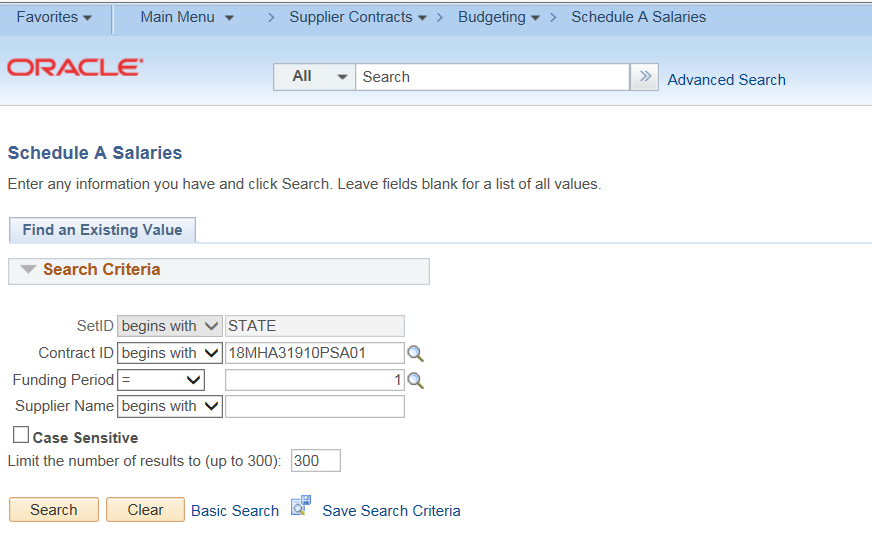 Favorites Main Menu > Supplier Contracts > Budgeting > Schedule A Salaries
ORACLE
All Search Advanced Search
Schedule A Salaries
Enter any information you have and click Search. Leave fields blank for a list of all values.
Find an Existing Value
Search Criteria
SetID begins with STATE
Contract ID begins with 18MHA31910PSA01
Funding Period = 1
Supplier Name begins with
Case Sensitive
Limit the number of results to (up to 300): 300
Search Clear Basic Search Save Search Criteria